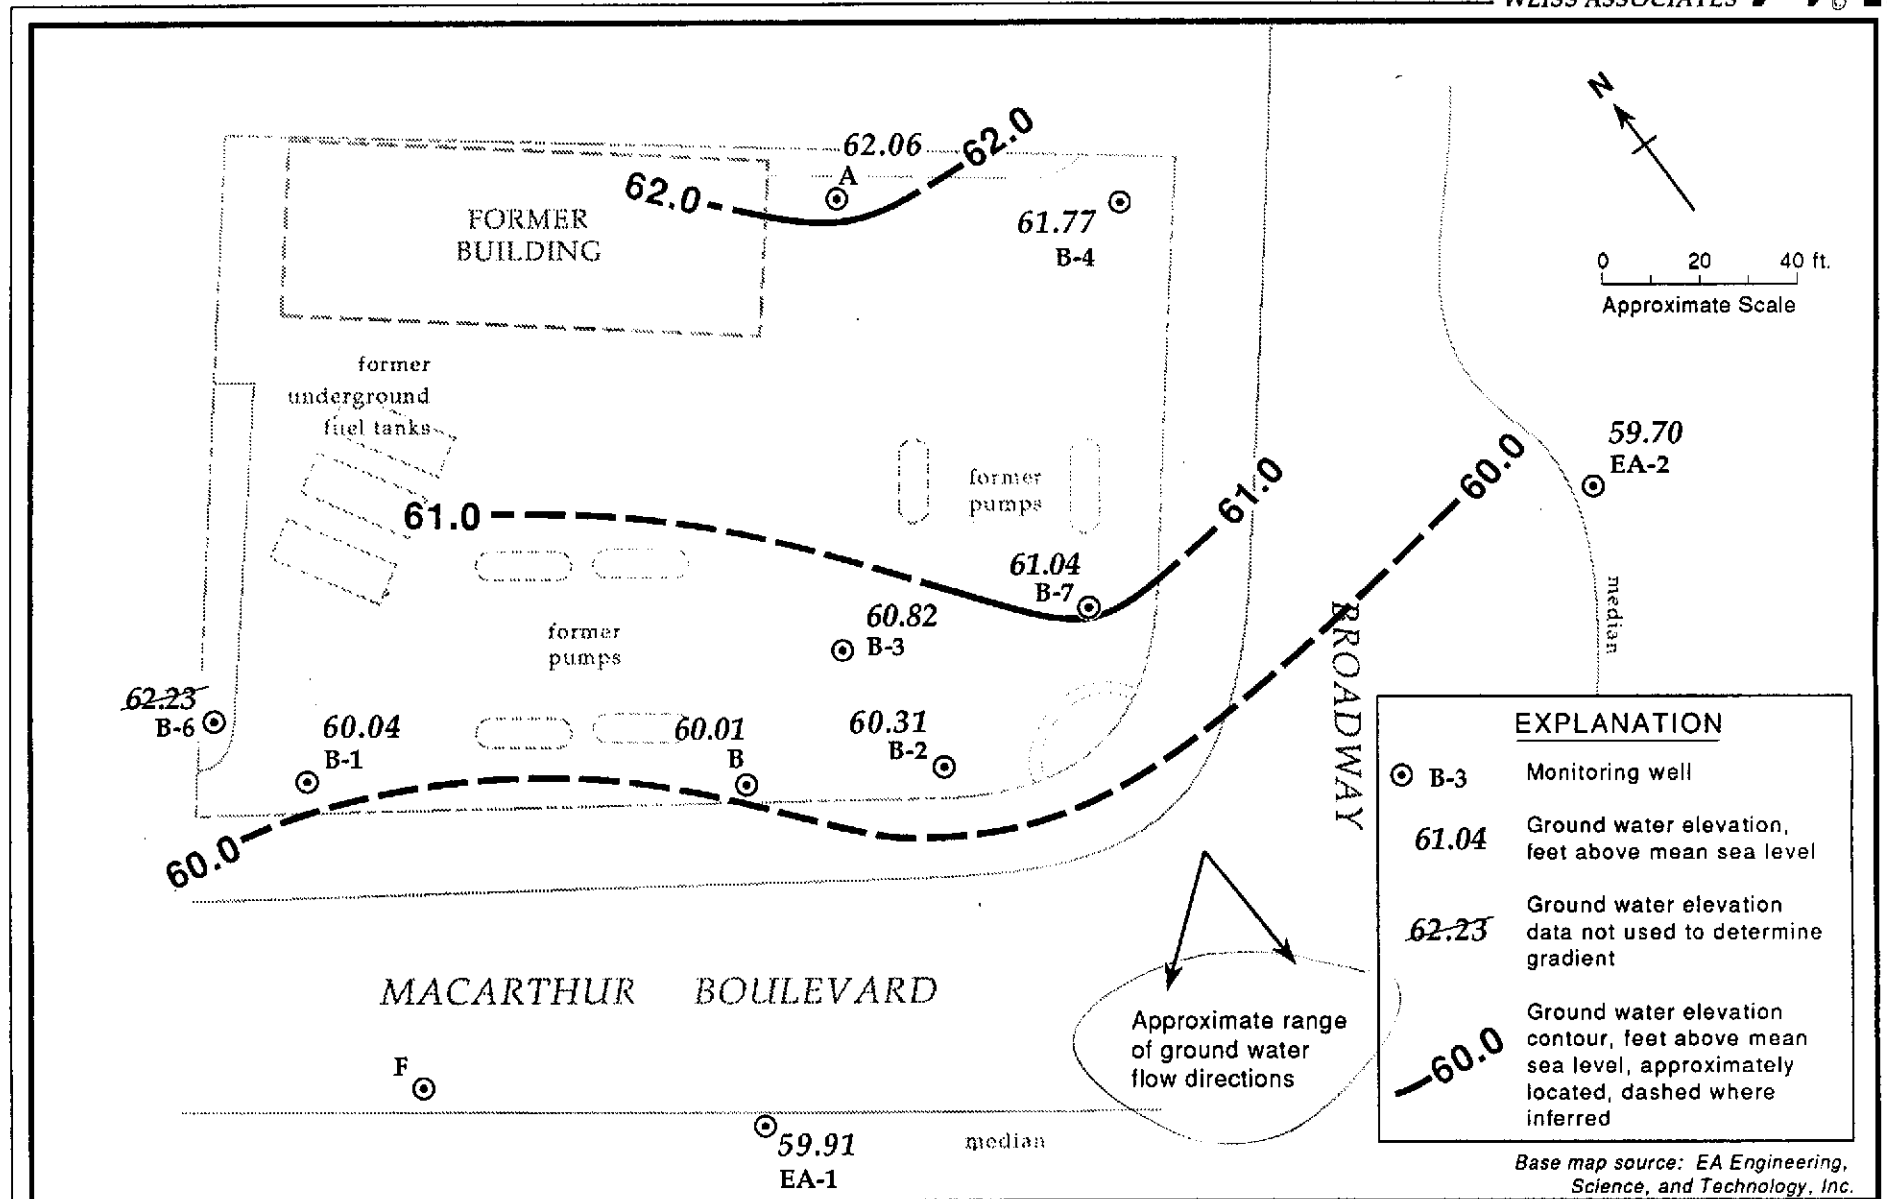 WEISS ASSOCIATES
©
N
62.06
62.0
A
62.0
FORMER
BUILDING
61.77
B-4
0 20 40 ft.
Approximate Scale
former
underground
fuel tanks
59.70
EA-2
60.0
61.0
former
pumps
61.0
61.04
B-7
median
60.82
B-3
former
pumps
BROADWAY
62.23
B-6
60.04
B-1
60.01
B
60.31
B-2
60.0
EXPLANATION
B-3 Monitoring well
61.04 Ground water elevation,
feet above mean sea level
62.23 Ground water elevation
data not used to determine
gradient
60.0 Ground water elevation
contour, feet above mean
sea level, approximately
located, dashed where
inferred
MACARTHUR BOULEVARD
Approximate range
of ground water
flow directions
F
59.91
EA-1
median
Base map source: EA Engineering,
Science, and Technology, Inc.